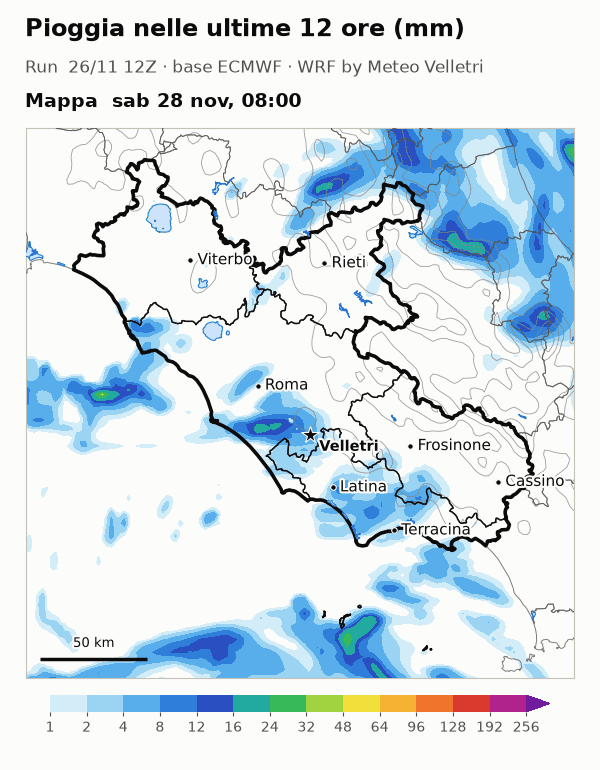 Pioggia nelle ultime 12 ore (mm)
Run 26/11 12Z · base ECMWF · WRF by Meteo Velletri
Mappa sab 28 nov, 08:00
Viterbo
Rieti
Roma
Velletri
Frosinone
Latina
Cassino
Terracina
50 km
1 2 4 8 12 16 24 32 48 64 96 128 192 256